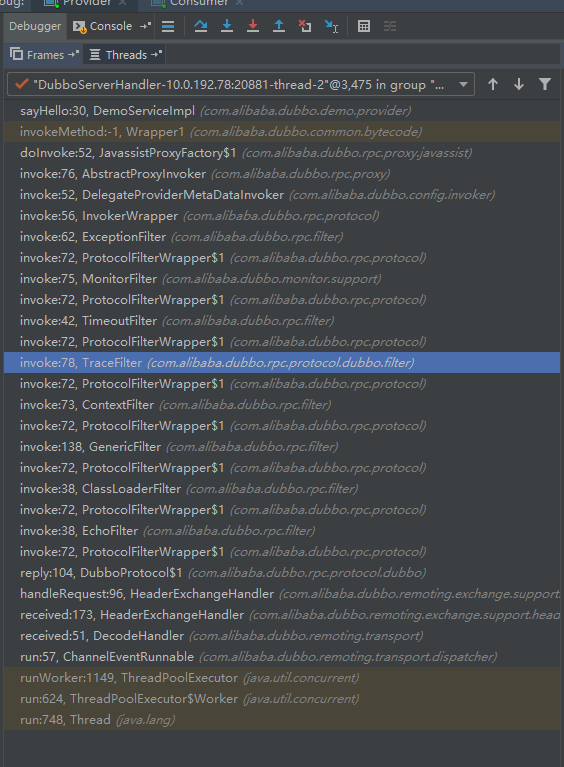 bug: Provider × Consumer ×
Debugger Console →"
Frames →" Threads →"
"DubboServerHandler-10.0.192.78:20881-thread-2"@3,475 in group "...
sayHello:30, DemoServiceImpl (com.alibaba.dubbo.demo.provider)
invokeMethod:-1, Wrapper1 (com.alibaba.dubbo.common.bytecode)
doInvoke:52, JavassistProxyFactory$1 (com.alibaba.dubbo.rpc.proxy.javassist)
invoke:76, AbstractProxyInvoker (com.alibaba.dubbo.rpc.proxy)
invoke:52, DelegateProviderMetaDataInvoker (com.alibaba.dubbo.config.invoker)
invoke:56, InvokerWrapper (com.alibaba.dubbo.rpc.protocol)
invoke:62, ExceptionFilter (com.alibaba.dubbo.rpc.filter)
invoke:72, ProtocolFilterWrapper$1 (com.alibaba.dubbo.rpc.protocol)
invoke:75, MonitorFilter (com.alibaba.dubbo.monitor.support)
invoke:72, ProtocolFilterWrapper$1 (com.alibaba.dubbo.rpc.protocol)
invoke:42, TimeoutFilter (com.alibaba.dubbo.rpc.filter)
invoke:72, ProtocolFilterWrapper$1 (com.alibaba.dubbo.rpc.protocol)
invoke:78, TraceFilter (com.alibaba.dubbo.rpc.protocol.dubbo.filter)
invoke:72, ProtocolFilterWrapper$1 (com.alibaba.dubbo.rpc.protocol)
invoke:73, ContextFilter (com.alibaba.dubbo.rpc.filter)
invoke:72, ProtocolFilterWrapper$1 (com.alibaba.dubbo.rpc.protocol)
invoke:138, GenericFilter (com.alibaba.dubbo.rpc.filter)
invoke:72, ProtocolFilterWrapper$1 (com.alibaba.dubbo.rpc.protocol)
invoke:38, ClassLoaderFilter (com.alibaba.dubbo.rpc.filter)
invoke:38, EchoFilter (com.alibaba.dubbo.rpc.filter)
invoke:72, ProtocolFilterWrapper$1 (com.alibaba.dubbo.rpc.protocol)
reply:104, DubboProtocol$1 (com.alibaba.dubbo.rpc.protocol.dubbo)
handleRequest:96, HeaderExchangeHandler (com.alibaba.dubbo.remoting.exchange.support.
received:173, HeaderExchangeHandler (com.alibaba.dubbo.remoting.exchange.support.head
received:51, DecodeHandler (com.alibaba.dubbo.remoting.transport)
run:57, ChannelEventRunnable (com.alibaba.dubbo.remoting.transport.dispatcher)
runWorker:1149, ThreadPoolExecutor (java.util.concurrent)
run:624, ThreadPoolExecutor$Worker (java.util.concurrent)
run:748, Thread (java.lang)